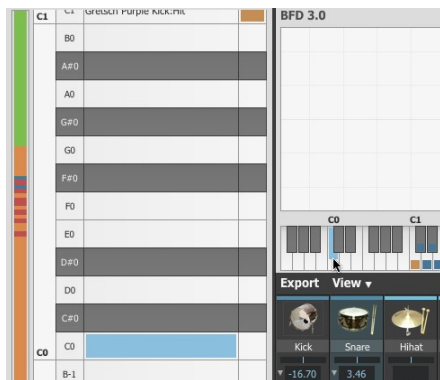 C1 C1 Gretsch Purple Kick:Hit
B0
A#0
A0
G#0
G0
F#0
F0
E0
D#0
D0
C#0
C0 C0
B-1
BFD 3.0
C0 C1
Export View ▾
Kick Snare Hihat
▾ -16.70 ▾ 3.46